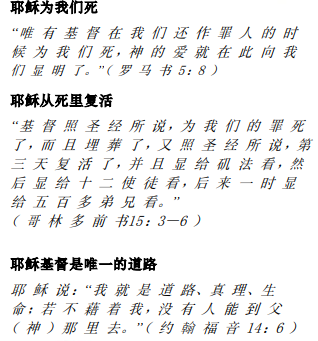 耶稣为我们死
“唯有基督在我们还作罪人的时
候为我们死,神的爱就在此向我
们显明了。”(罗马书 5:8)
耶稣从死里复活
“基督照圣经所说,为我们的罪死
了,而且埋葬了,又照圣经所说,第
三天复活了,并且显给矶法看,然
后显给十二使徒看,后来一时显
给五百多弟兄看。”
(哥林多前书15:3—6)
耶稣基督是唯一的道路
耶稣说:“我就是道路、真理、生
命;若不藉着我,没有人能到父
(神)那里去。”(约翰福音 14:6)